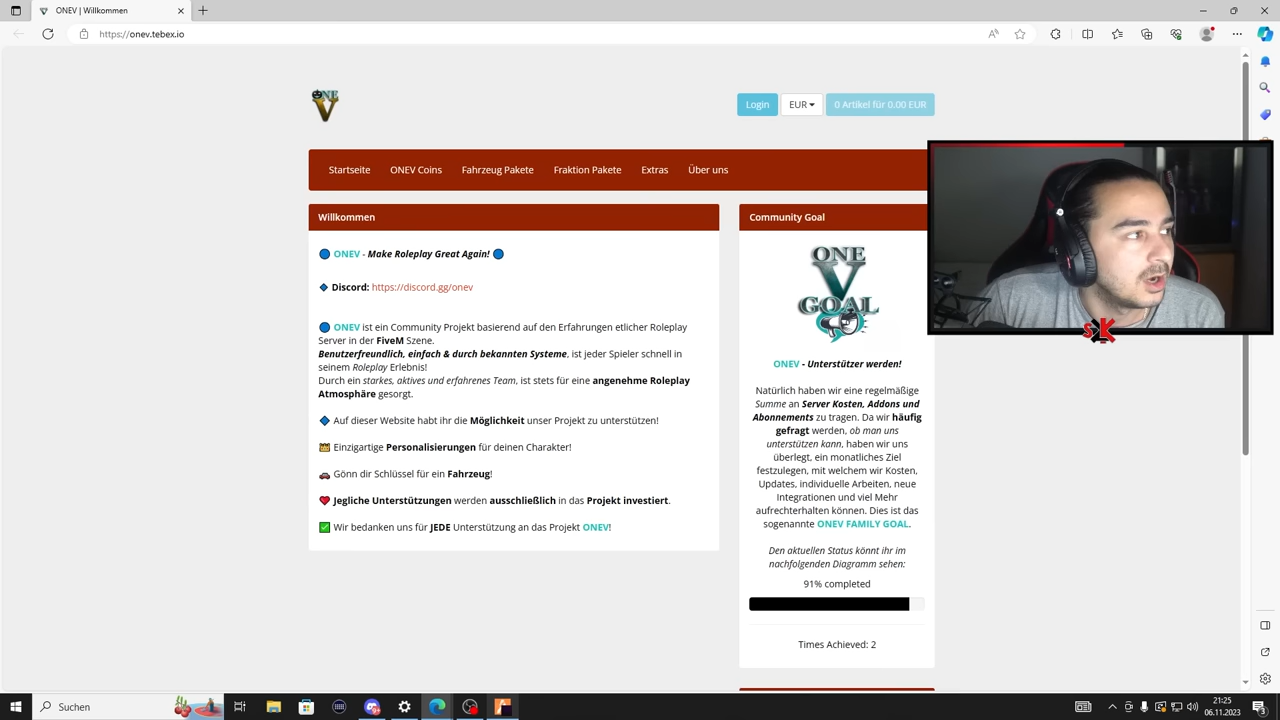 ONEV | Willkommen
https://onev.tebex.io
ONE
V
Login
EUR
0 Artikel für 0.00 EUR
Startseite
ONEV Coins
Fahrzeug Pakete
Fraktion Pakete
Extras
Über uns
Willkommen
ONEV - Make Roleplay Great Again!
Discord: https://discord.gg/onev
ONEV ist ein Community Projekt basierend auf den Erfahrungen etlicher Roleplay
Server in der FiveM Szene.
Benutzerfreundlich, einfach & durch bekannten Systeme, ist jeder Spieler schnell in
seinem Roleplay Erlebnis!
Durch ein starkes, aktives und erfahrenes Team, ist stets für eine angenehme Roleplay
Atmosphäre gesorgt.
Auf dieser Website habt ihr die Möglichkeit unser Projekt zu unterstützen!
Einzigartige Personalisierungen für deinen Charakter!
Gönn dir Schlüssel für ein Fahrzeug!
Jegliche Unterstützungen werden ausschließlich in das Projekt investiert.
Wir bedanken uns für JEDE Unterstützung an das Projekt ONEV!
Community Goal
ONE
V
GOAL
ONEV - Unterstützer werden!
Natürlich haben wir eine regelmäßige
Summe an Server Kosten, Addons und
Abonnements zu tragen. Da wir häufig
gefragt werden, ob man uns
unterstützen kann, haben wir uns
überlegt, ein monatliches Ziel
festzulegen, mit welchem wir Kosten,
Updates, individuelle Arbeiten, neue
Integrationen und viel Mehr
aufrechterhalten können. Dies ist das
sogenannte ONEV FAMILY GOAL.
Den aktuellen Status könnt ihr im
nachfolgenden Diagramm sehen:
91% completed
Times Achieved: 2
Suchen
21:25
06.11.2023